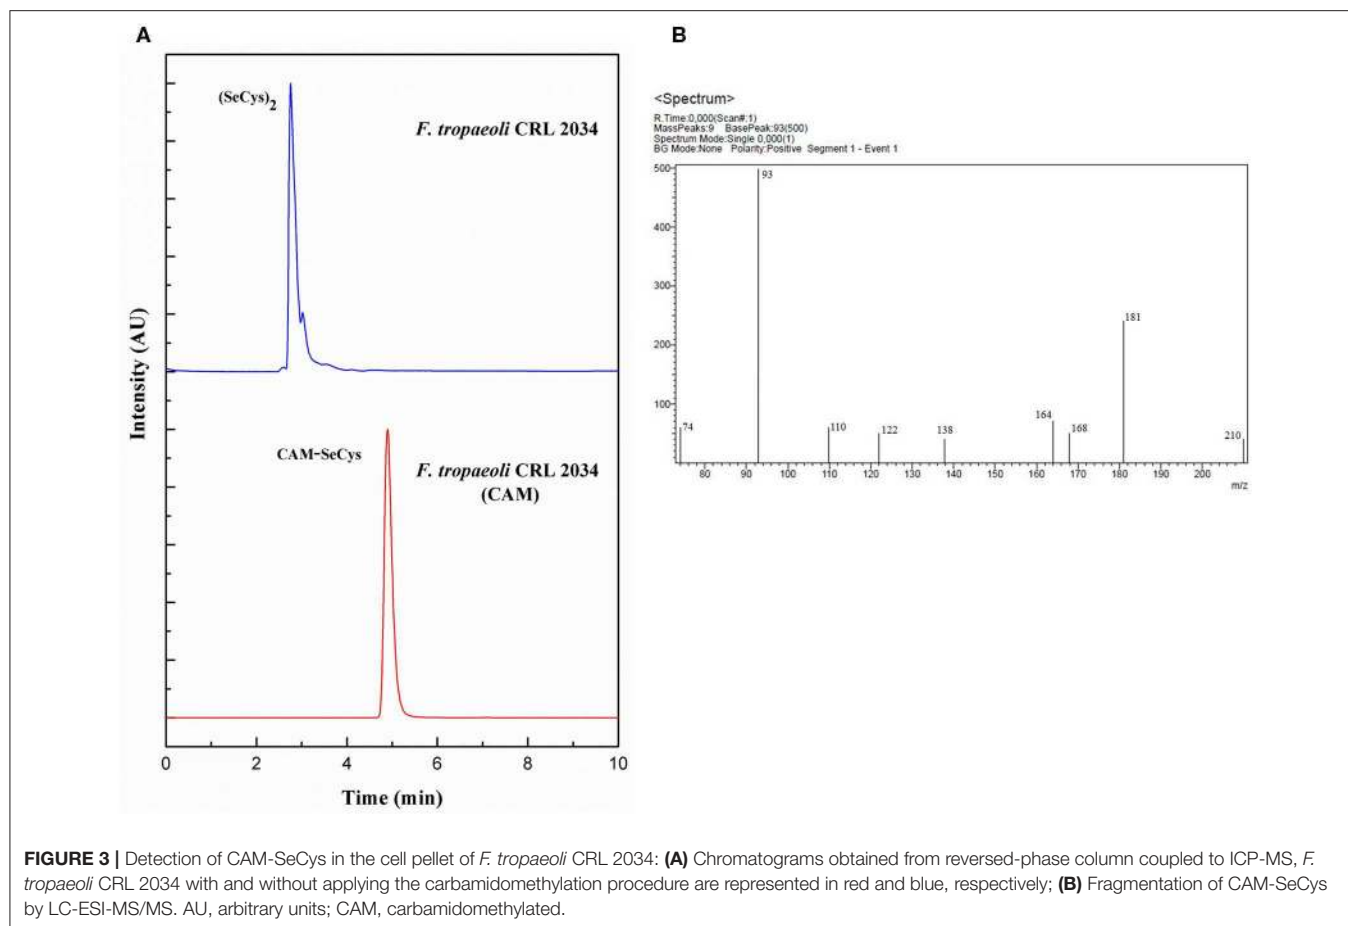 A
(SeCys)2
F. tropaeoli CRL 2034
CAM-SeCys
F. tropaeoli CRL 2034
(CAM)
Intensity (AU)
0 2 4 6 8 10
Time (min)
B
<Spectrum>
R.Time:0,000(Scan#:1)
MassPeaks:9 BasePeak:93(500)
Spectrum Mode:Single 0,000(1)
BG Mode:None Polarity:Positive Segment 1 - Event 1
500
400
300
200
100
93
181
164
74
110
122
138
168
210
80 90 100 110 120 130 140 150 160 170 180 190 200
m/z
FIGURE 3 | Detection of CAM-SeCys in the cell pellet of F. tropaeoli CRL 2034: (A) Chromatograms obtained from reversed-phase column coupled to ICP-MS, F.
tropaeoli CRL 2034 with and without applying the carbamidomethylation procedure are represented in red and blue, respectively; (B) Fragmentation of CAM-SeCys
by LC-ESI-MS/MS. AU, arbitrary units; CAM, carbamidomethylated.